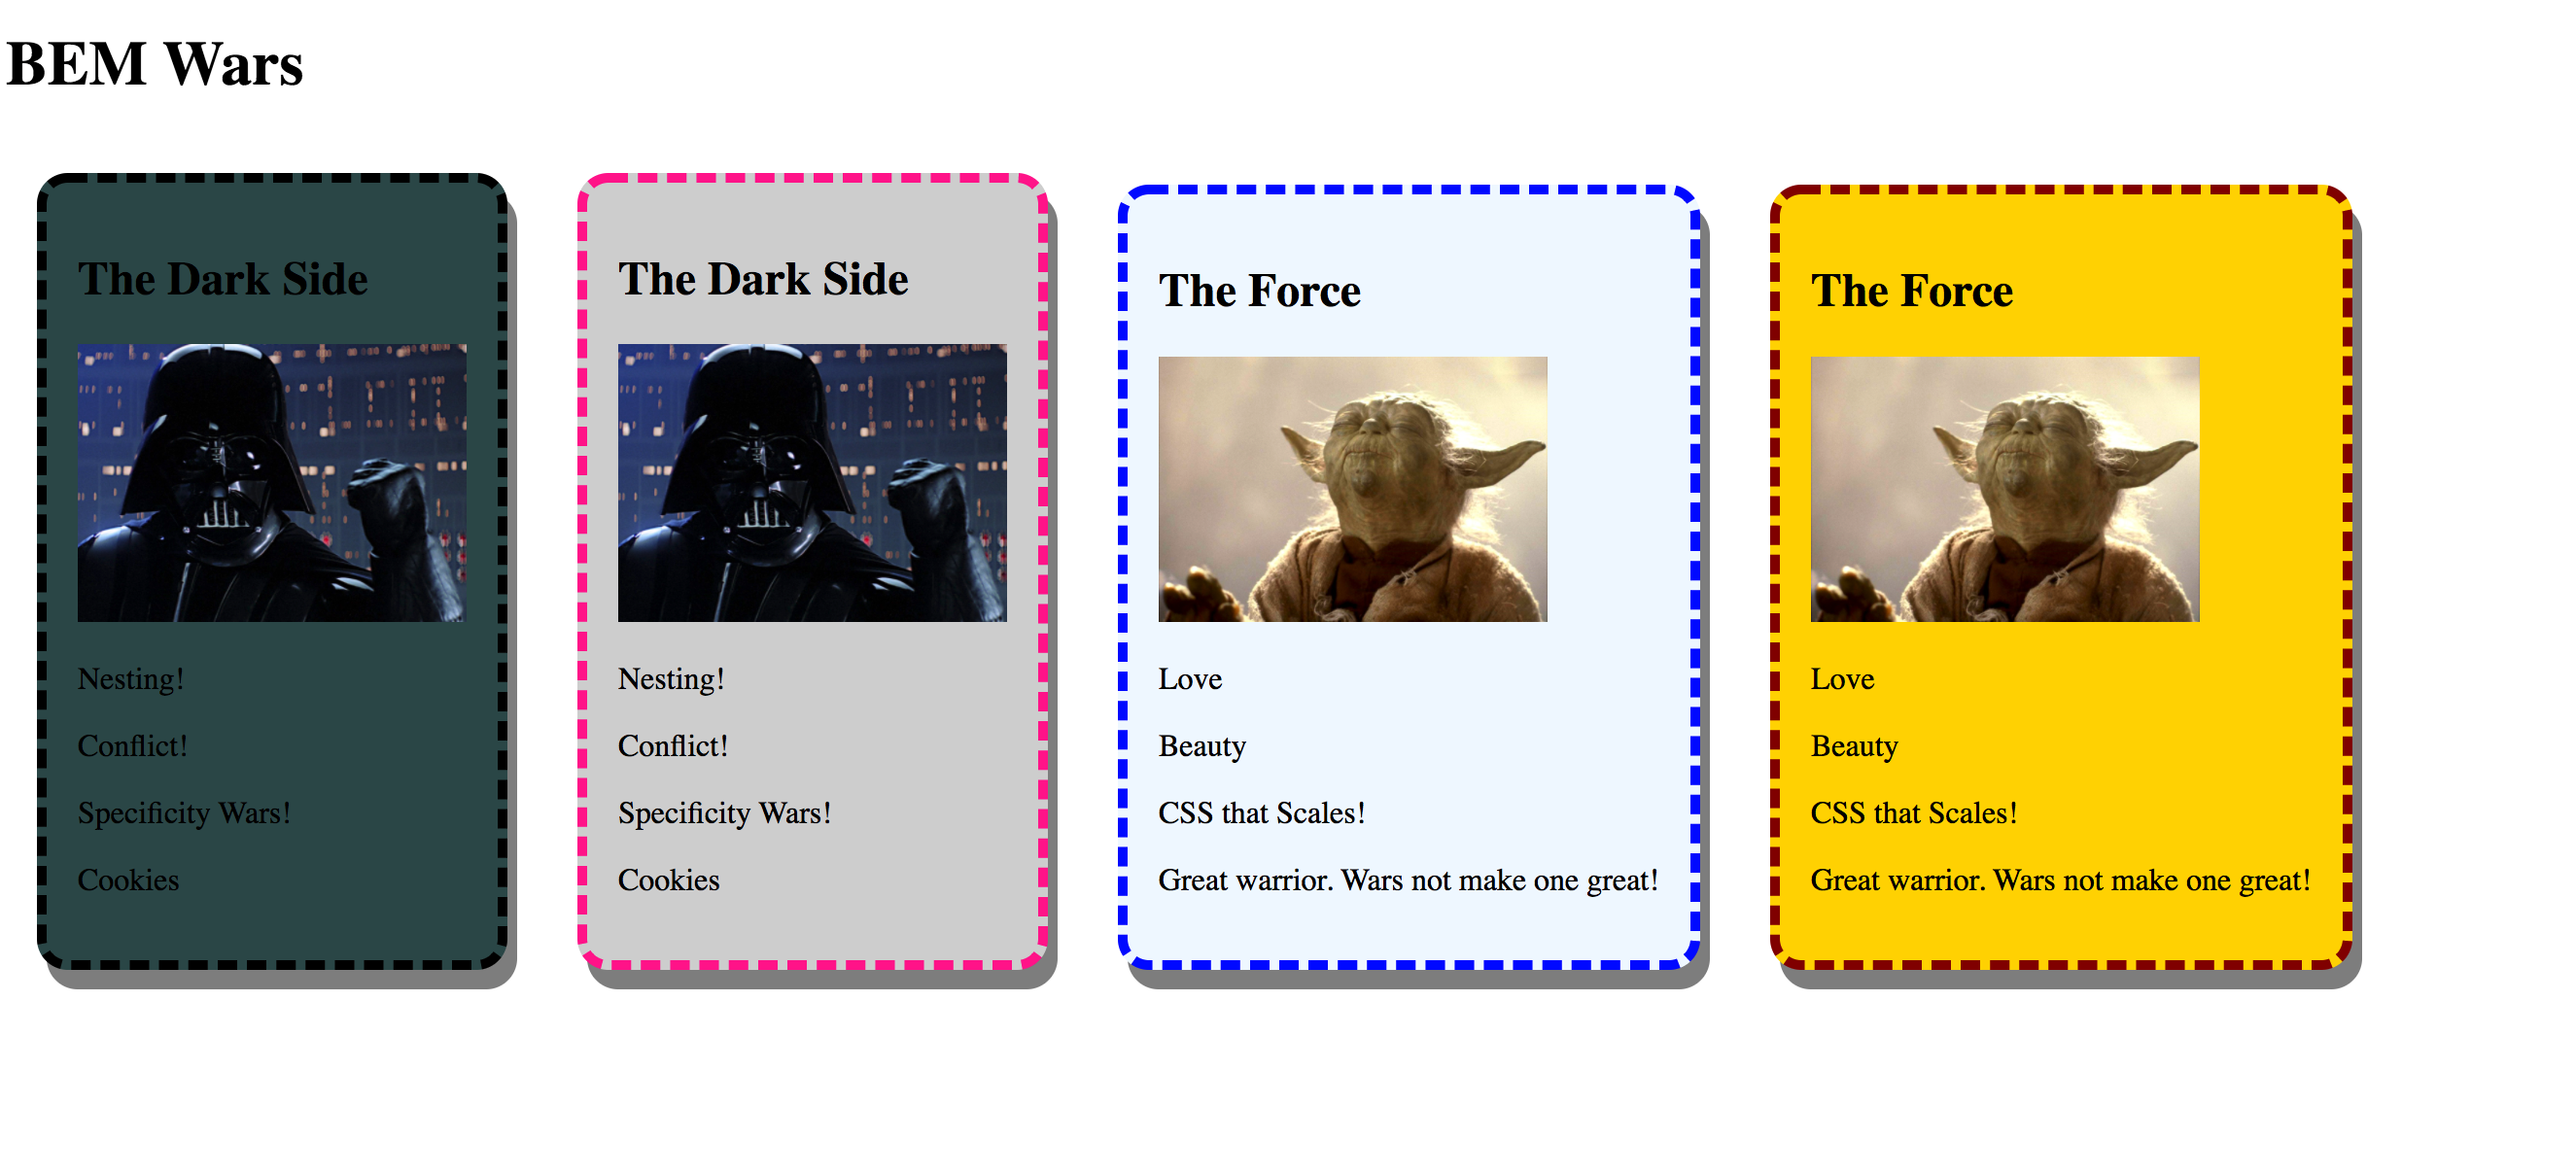 BEM Wars
The Dark Side
Nesting!
Conflict!
Specificity Wars!
Cookies
The Dark Side
Nesting!
Conflict!
Specificity Wars!
Cookies
The Force
Love
Beauty
CSS that Scales!
Great warrior. Wars not make one great!
The Force
Love
Beauty
CSS that Scales!
Great warrior. Wars not make one great!